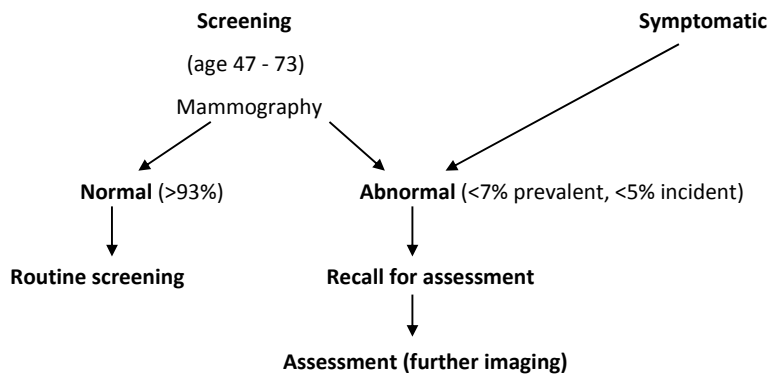 Screening
Symptomatic
(age 47 - 73)
Mammography
Normal (>93%)
Abnormal (<7% prevalent, <5% incident)
Routine screening
Recall for assessment
Assessment (further imaging)